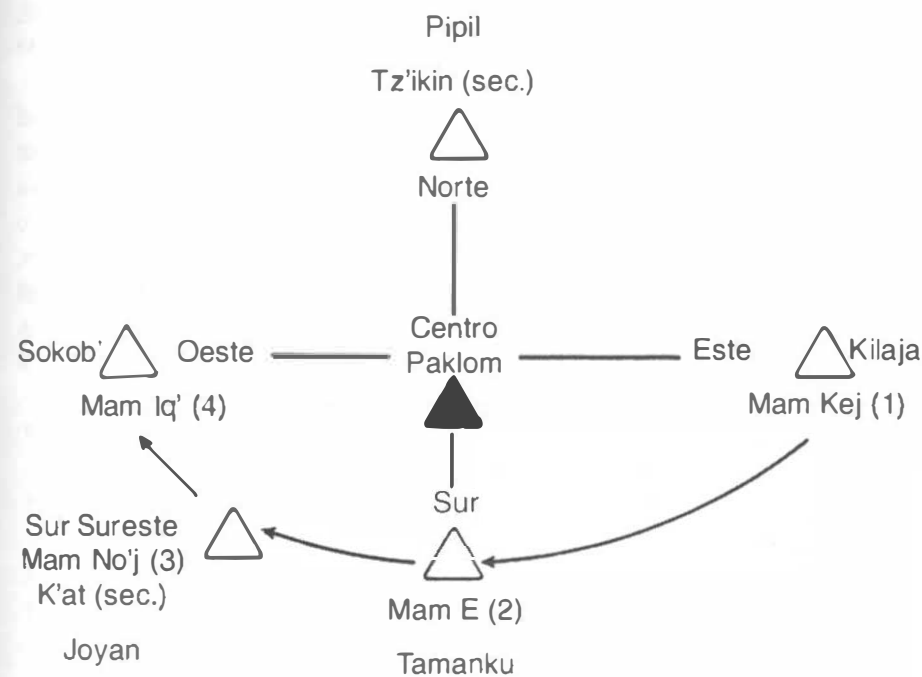 Pipil
Tz'ikin (sec.)
Norte
Centro
Paklom
Sokob'
Oeste
Este
Kilaja
Mam Iq' (4)
Mam Kej (1)
Sur
Sur Sureste
Mam No'j (3)
K'at (sec.)
Mam E (2)
Joyan
Tamanku